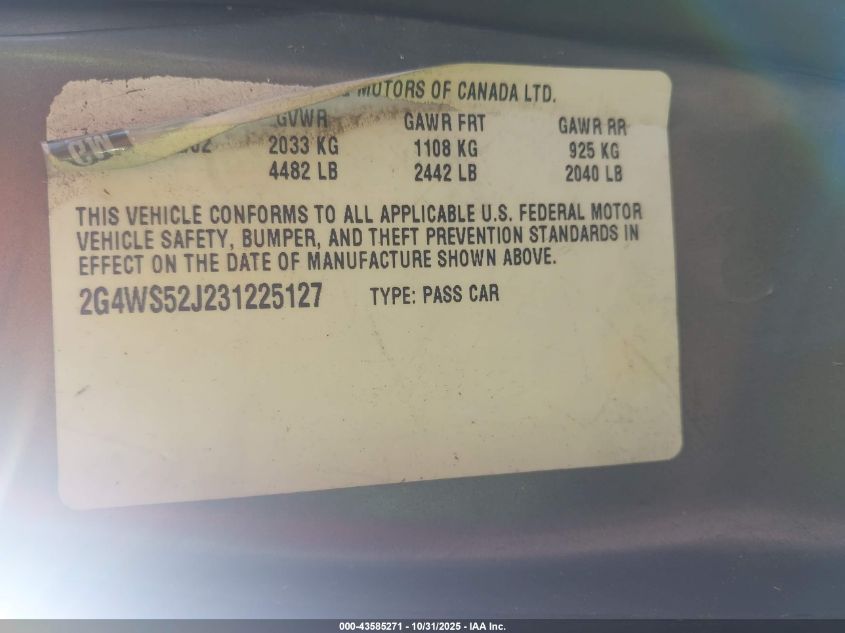 MOTORS OF CANADA LTD.
GVWR GAWR FRT GAWR RR
2033 KG 1108 KG 925 KG
4482 LB 2442 LB 2040 LB
THIS VEHICLE CONFORMS TO ALL APPLICABLE U.S. FEDERAL MOTOR
VEHICLE SAFETY, BUMPER, AND THEFT PREVENTION STANDARDS IN
EFFECT ON THE DATE OF MANUFACTURE SHOWN ABOVE.
2G4WS52J231225127 TYPE: PASS CAR
000-43585271 - 10/31/2025 - IAA Inc.